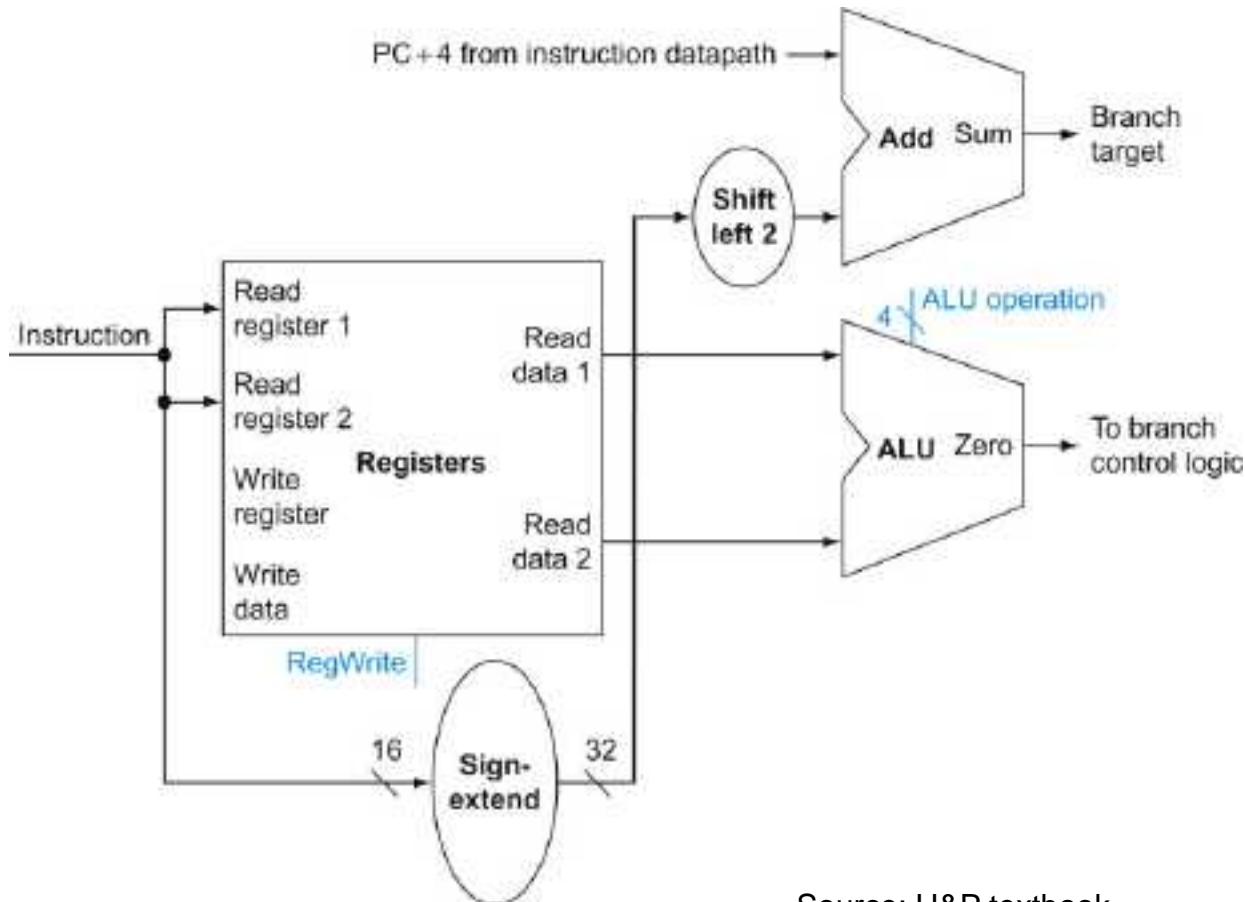 PC+4 from instruction datapath
Add Sum
Branch
target
Shift
left 2
ALU operation
4
Instruction
Read
register 1
Read
data 1
Read
register 2
Registers
ALU Zero
To branch
control logic
Write
register
Read
data 2
Write
data
RegWrite
16
Sign-
extend
32
Source: H&P textbook